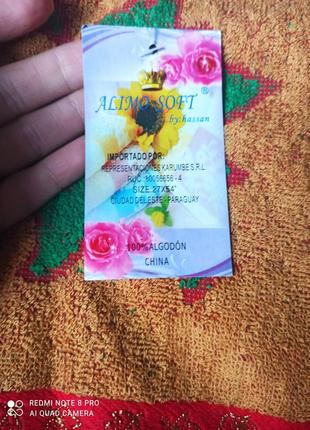 ALIMO SOFT ®
by: hassan
IMPORTADO POR:
REPRESENTACIONES KARUMBE S.R.L
RUC: 80056656 - 4
SIZE 27X54"
CIUDAD DEL ESTE - PARAGUAY
100%ALGODÓN
CHINA
REDMI NOTE 8 PRO
AI QUAD CAMERA